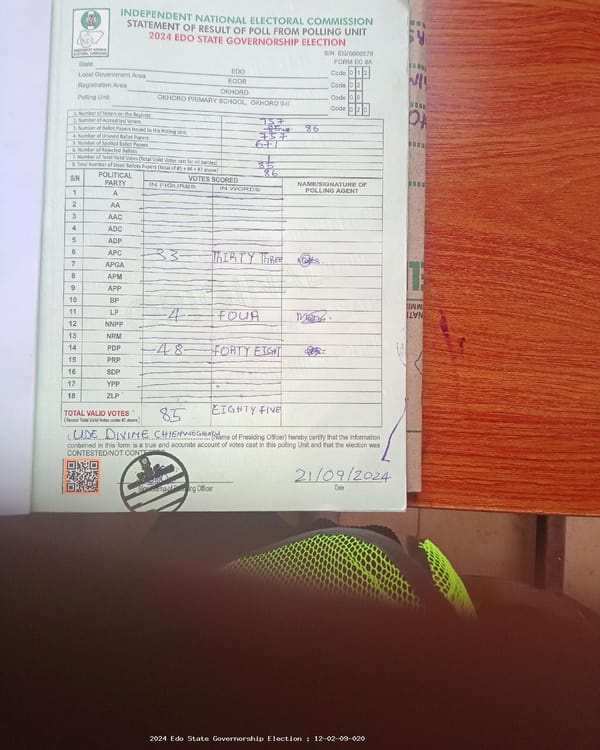 INDEPENDENT NATIONAL ELECTORAL COMMISSION
STATEMENT OF RESULT OF POLL FROM POLLING UNIT
2024 EDO STATE GOVERNORSHIP ELECTION
S/N: EG/0000578
FORM EC 8A
State EDO Code 0 1 2
Local Government Area EGOR Code 0 2
Registration Area OKHORO Code 0 9
Polling Unit OKHORO PRIMARY SCHOOL, OKHORO Code 0 2 0
1. Number of Voters on the Register 757
2. Number of Accredited Voters 86
3. Number of Ballot Papers Issued to the Polling Unit 757
4. Number of Unused Ballot Papers 671
5. Number of Spoiled Ballot Papers
6. Number of Rejected Ballots 1
7. Number of Total Valid Votes (Total Valid Votes cast for all parties) 85
8. Total Number of Used Ballot Papers (Total of #5 + #6 + #7 above) 86
S/N POLITICAL PARTY VOTES SCORED NAME/SIGNATURE OF POLLING AGENT
IN FIGURES IN WORDS
1 A
2 AA
3 AAC
4 ADC
5 ADP
6 APC 33 THIRTY THREE
7 APGA
8 APM
9 APP
10 BP
11 LP 4 FOUR
12 NNPP
13 NRM
14 PDP 48 FORTY EIGHT
15 PRP
16 SDP
17 YPP
18 ZLP
TOTAL VALID VOTES 85 EIGHTY FIVE
(Record Total Valid Votes under #7 above)
I, UDE DIVINE (Name of Presiding Officer) hereby certify that the information
contained in this form is a true and accurate account of votes cast in this polling Unit and that the election was
CONTESTED/NOT CONTESTED
21/09/2024
Officer Date
2024 Edo State Governorship Election : 12-02-09-020